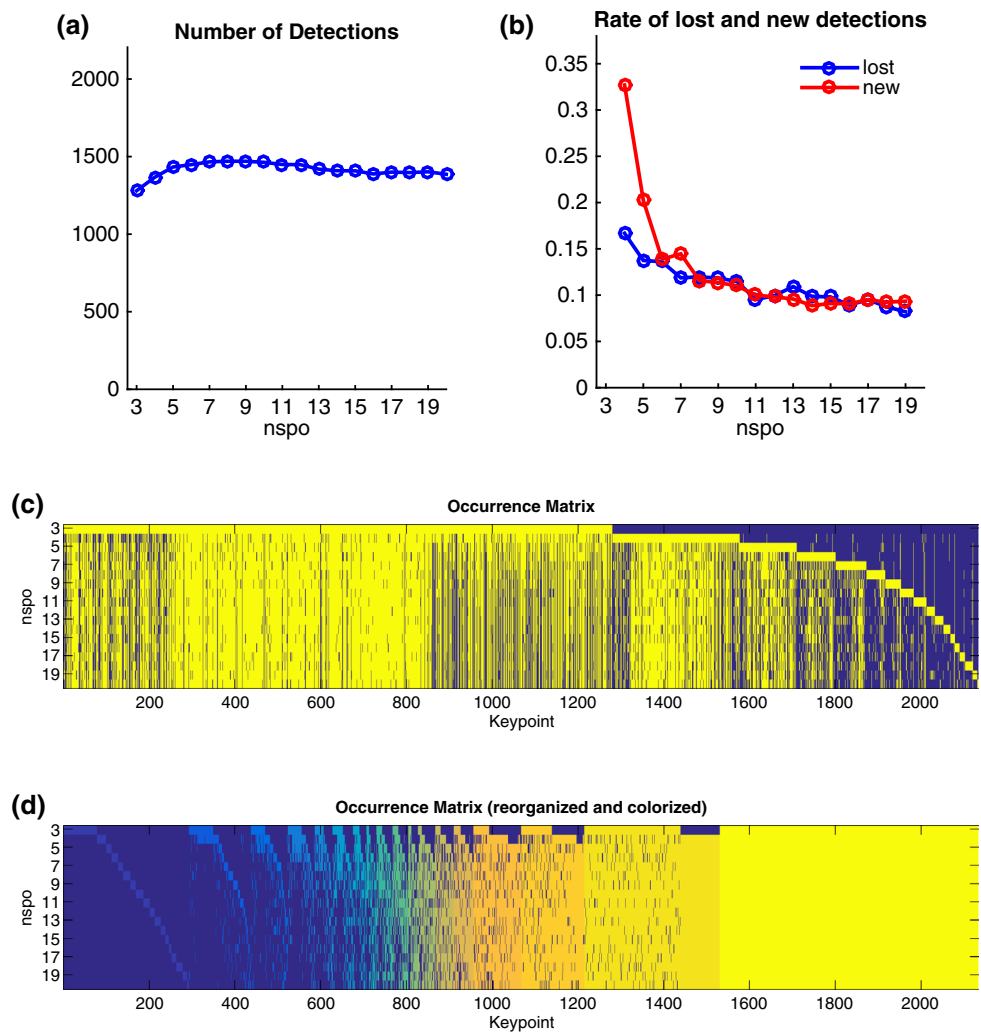 (a)
Number of Detections
2000
1500
1000
500
0
3 5 7 9 11 13 15 17 19
nspo
(b)
Rate of lost and new detections
lost
new
0.35
0.3
0.25
0.2
0.15
0.1
0.05
0
3 5 7 9 11 13 15 17 19
nspo
(c)
Occurrence Matrix
nspo
3
5
7
9
11
13
15
17
19
200 400 600 800 1000 1200 1400 1600 1800 2000
Keypoint
(d)
Occurrence Matrix (reorganized and colorized)
nspo
3
5
7
9
11
13
15
17
19
200 400 600 800 1000 1200 1400 1600 1800 2000
Keypoint